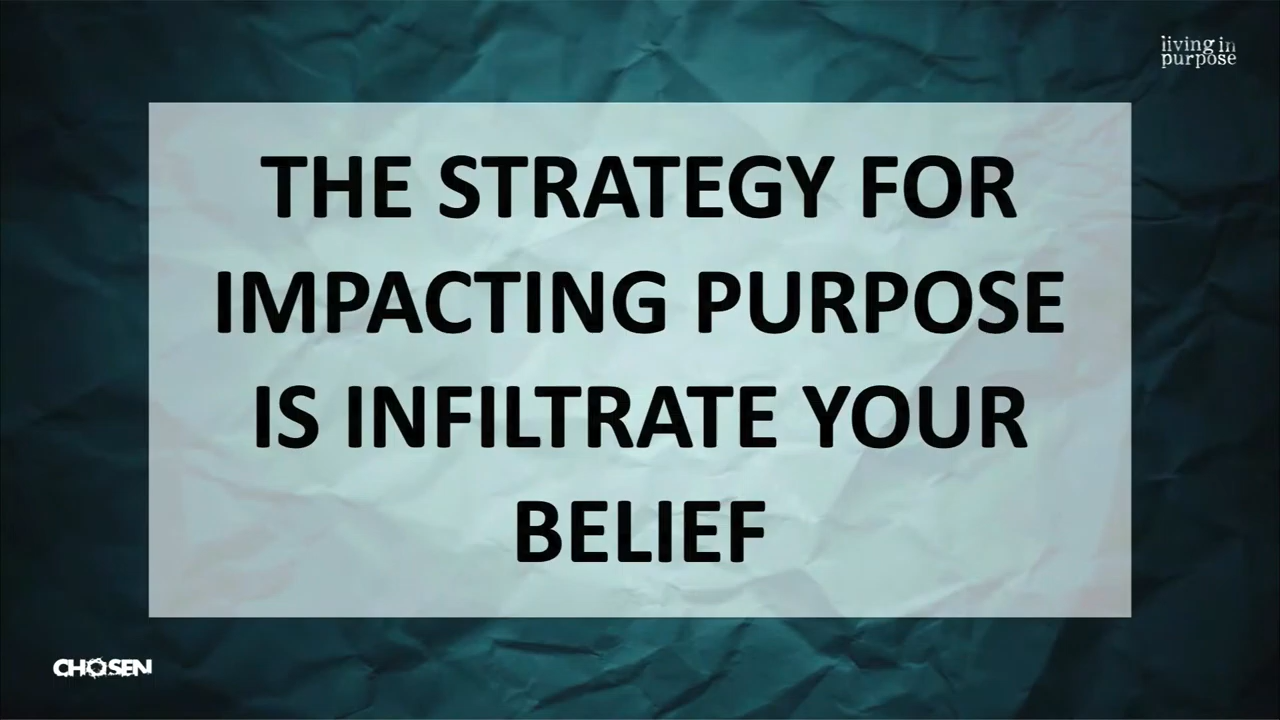 living in
purpose
THE STRATEGY FOR
IMPACTING PURPOSE
IS INFILTRATE YOUR
BELIEF
CHOSEN